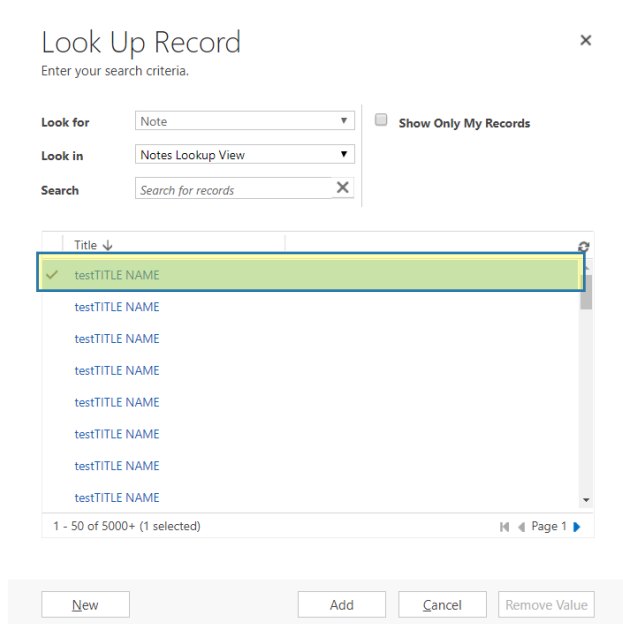 Look Up Record
Enter your search criteria.
Look for Note Show Only My Records
Look in Notes Lookup View
Search Search for records
Title
testTITLE NAME
testTITLE NAME
testTITLE NAME
testTITLE NAME
testTITLE NAME
testTITLE NAME
testTITLE NAME
testTITLE NAME
1 - 50 of 5000+ (1 selected) Page 1
New Add Cancel Remove Value